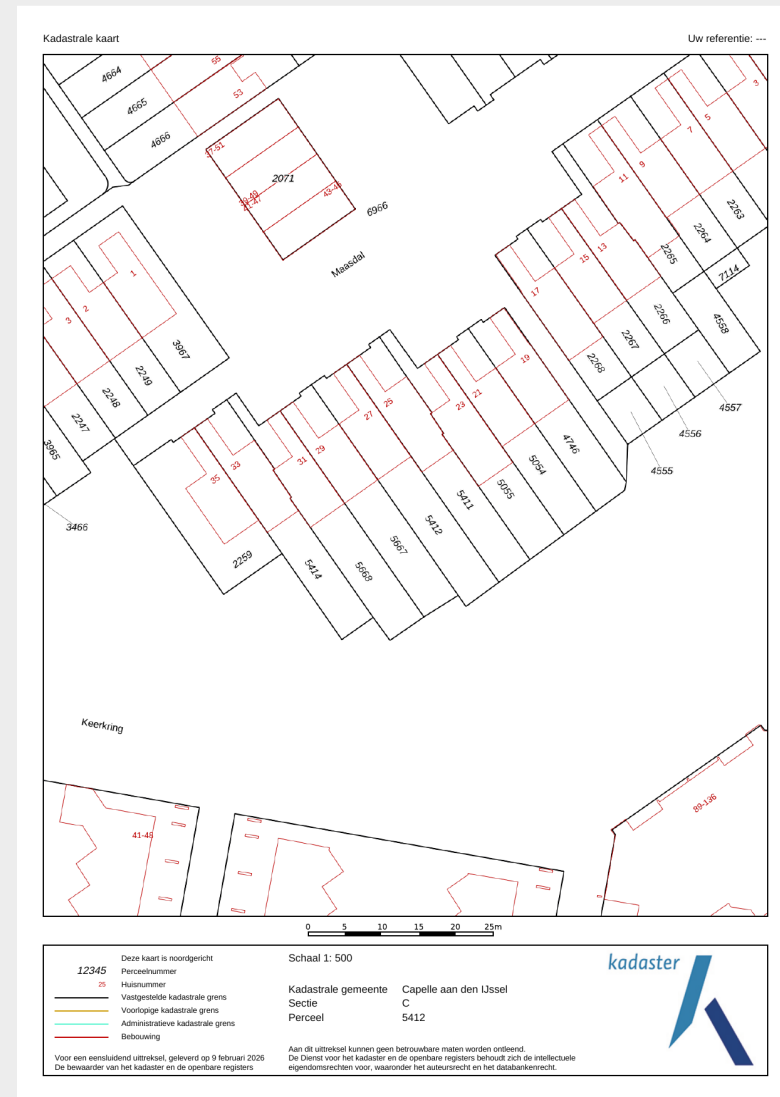 Kadastrale kaart
Uw referentie: ---
4664
4665
4666
55
53
37-51
2071
43-45
6966
Maasdal
3
5
7
9
11
13
15
17
2263
2264
2265
7114
2266
4558
2267
2268
4557
4556
4555
1
2
3
3967
2249
2248
2247
3965
3466
19
21
23
25
27
29
31
33
35
4746
5054
5055
5411
5412
5667
5668
5414
2259
Keerkring
41-48
89-136
0 5 10 15 20 25m
12345
25
Deze kaart is noordgericht
Perceelnummer
Huisnummer
Vastgestelde kadastrale grens
Voorlopige kadastrale grens
Administratieve kadastrale grens
Bebouwing
Voor een eensluidend uittreksel, geleverd op 9 februari 2026
De bewaarder van het kadaster en de openbare registers
Schaal 1: 500
Kadastrale gemeente Capelle aan den IJssel
Sectie C
Perceel 5412
Aan dit uittreksel kunnen geen betrouwbare maten worden ontleend.
De Dienst voor het kadaster en de openbare registers behoudt zich de intellectuele
eigendomsrechten voor, waaronder het auteursrecht en het databankenrecht.
kadaster